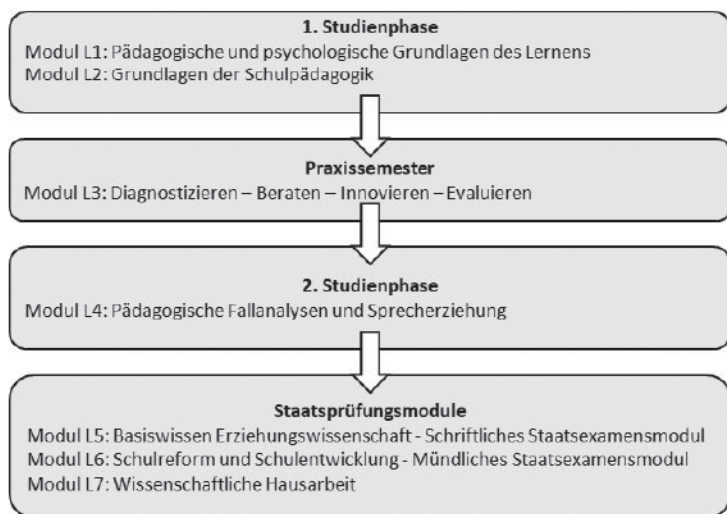 1. Studienphase
Modul L1: Pädagogische und psychologische Grundlagen des Lernens
Modul L2: Grundlagen der Schulpädagogik
Praxissemester
Modul L3: Diagnostizieren – Beraten – Innovieren –Evaluieren
2. Studienphase
Modul L4: Pädagogische Fallanalysen und Sprecherziehung
Staatsprüfungsmodule
Modul L5: Basiswissen Erziehungswissenschaft - Schriftliches Staatsexamensmodul
Modul L6: Schulreform und Schulentwicklung - Mündliches Staatsexamensmodul
Modul L7: Wissenschaftliche Hausarbeit